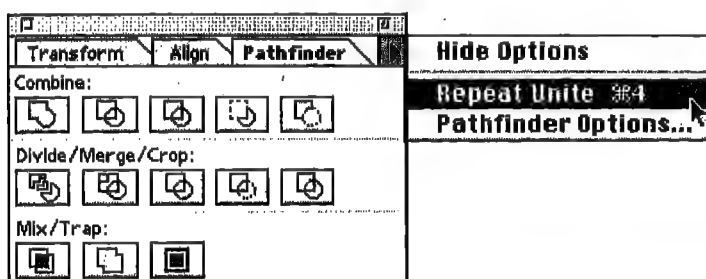 Transform Align Pathfinder
Combine:
Divide/Merge/Crop:
Mix/Trap:
Hide Options
Repeat Unite ⌘4
Pathfinder Options...